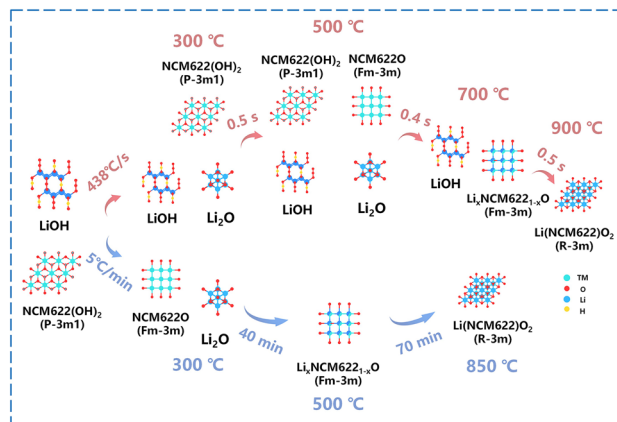 300 ℃
500 ℃
NCM622(OH)₂
(P-3m1)
NCM622(OH)₂
(P-3m1)
NCM622O
(Fm-3m)
700 ℃
900 ℃
438℃/s
0.5 s
0.4 s
0.5 s
LiOH
LiOH
Li₂O
LiOH
Li₂O
LiOH
LiₓNCM622₁₋ₓO
(Fm-3m)
Li(NCM622)O₂
(R-3m)
TM
O
Li
H
5℃/min
NCM622(OH)₂
(P-3m1)
NCM622O
(Fm-3m)
Li₂O
300 ℃
40 min
LiₓNCM622₁₋ₓO
(Fm-3m)
500 ℃
70 min
Li(NCM622)O₂
(R-3m)
850 ℃